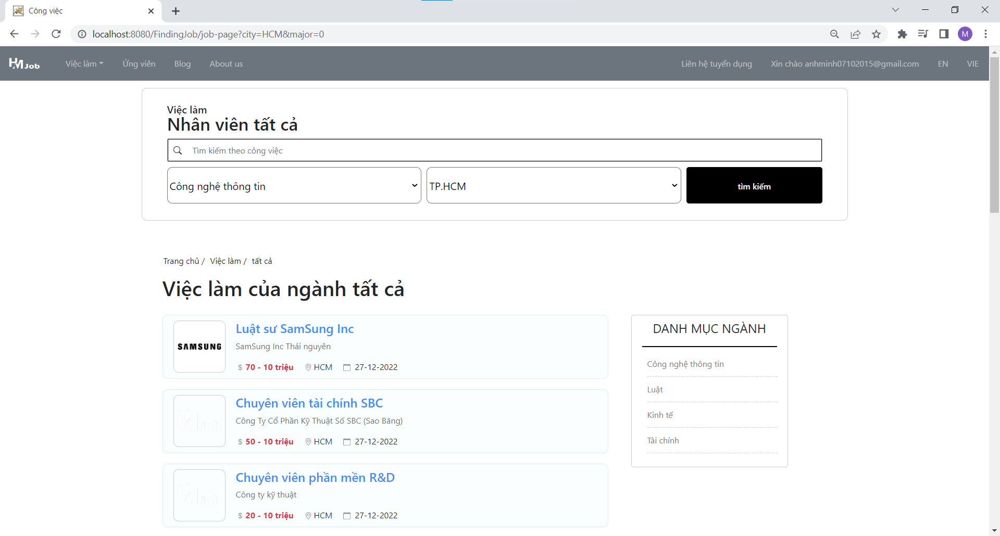 Công việc
localhost:8080/FindingJob/job-page?city=HCM&major=0
M
HM Job
Việc làm
Ứng viên
Blog
About us
Liên hệ tuyển dụng
Xin chào anhminh07102015@gmail.com
EN
VIE
Việc làm
Nhân viên tất cả
Tìm kiếm theo công việc
Công nghệ thông tin
TP.HCM
tìm kiếm
Trang chủ / Việc làm / tất cả
Việc làm của ngành tất cả
SAMSUNG
Luật sư SamSung Inc
SamSung Inc Thái nguyên
$ 70 - 10 triệu HCM 27-12-2022
HM Job
Chuyên viên tài chính SBC
Công Ty Cổ Phần Kỹ Thuật Số SBC (Sao Băng)
$ 50 - 10 triệu HCM 27-12-2022
HM Job
Chuyên viên phần mền R&D
Công ty kỹ thuật
$ 20 - 10 triệu HCM 27-12-2022
DANH MỤC NGÀNH
Công nghệ thông tin
Luật
Kinh tế
Tài chính